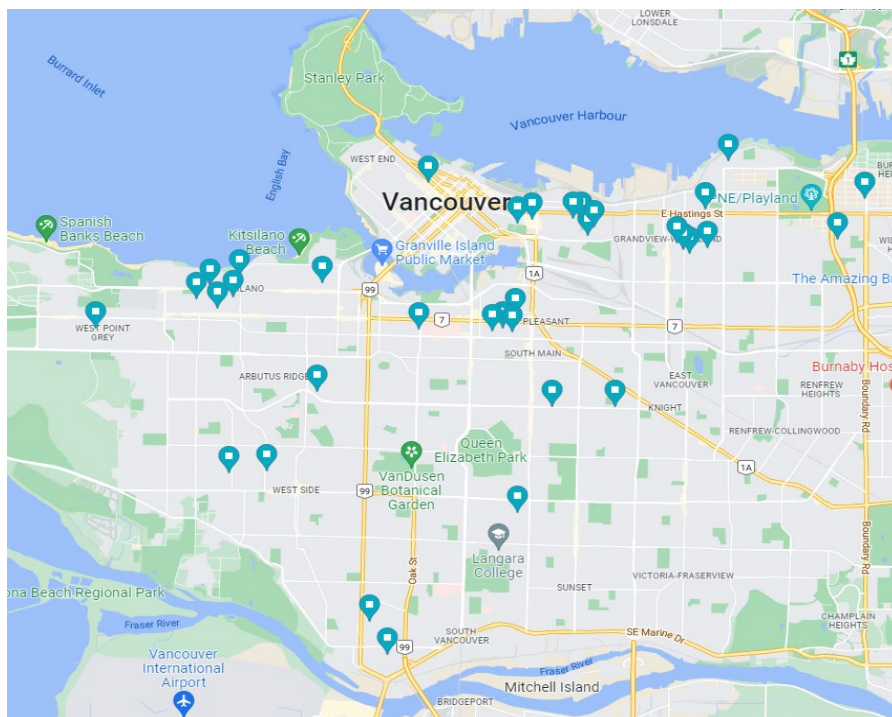 LOWER
LONSDALE
Burrard Inlet
Stanley Park
1
Vancouver Harbour
WEST END
English Bay
Vancouver
PNE/Playland
E Hastings St
Spanish
Banks Beach
Kitsilano
Beach
Granville Island
Public Market
GRANDVIEW-W
1A
The Amazing B
99
7
WEST POINT
GREY
PLEASANT
7
SOUTH MAIN
ARBUTUS RIDGE
EAST
VANCOUVER
Burnaby Hos
RENFREW
HEIGHTS
KNIGHT
Boundary Rd
RENFREW-COLLINGWOOD
Queen
Elizabeth Park
1A
VanDusen
Botanical
Garden
WEST SIDE
99
Langara
College
Oak St
Boundary Rd
ona Beach Regional Park
SUNSET
VICTORIA-FRASERVIEW
Fraser River
CHAMPLAIN
HEIGHTS
SOUTH
VANCOUVER
SE Marine Dr
99
Vancouver
International
Airport
Fraser River
Mitchell Island
BRIDGEPORT